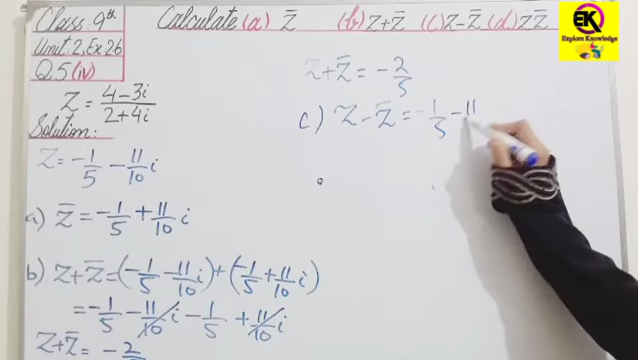 Class 9th
Calculate (a) z̄ (b) z+z̄ (c) z-z̄ (d) zz̄
Unit 2, Ex 2.6
Q.5(iv)
z = (4-3i)/(2+4i)
Solution:
z = -1/5 - 11/10 i
a) z̄ = -1/5 + 11/10 i
b) z+z̄ = (-1/5 - 11/10 i) + (-1/5 + 11/10 i)
= -1/5 - 11/10 i - 1/5 + 11/10 i
z+z̄ = -2/5
z+z̄ = -2/5
c) z-z̄ = -1/5 - 11
EK
Explore Knowledge